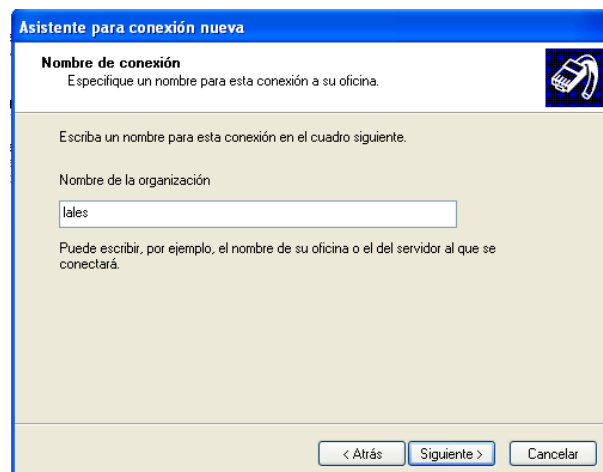 Asistente para conexión nueva
Nombre de conexión
Especifique un nombre para esta conexión a su oficina.
Escriba un nombre para esta conexión en el cuadro siguiente.
Nombre de la organización
lales
Puede escribir, por ejemplo, el nombre de su oficina o el del servidor al que se
conectará.
< Atrás
Siguiente >
Cancelar